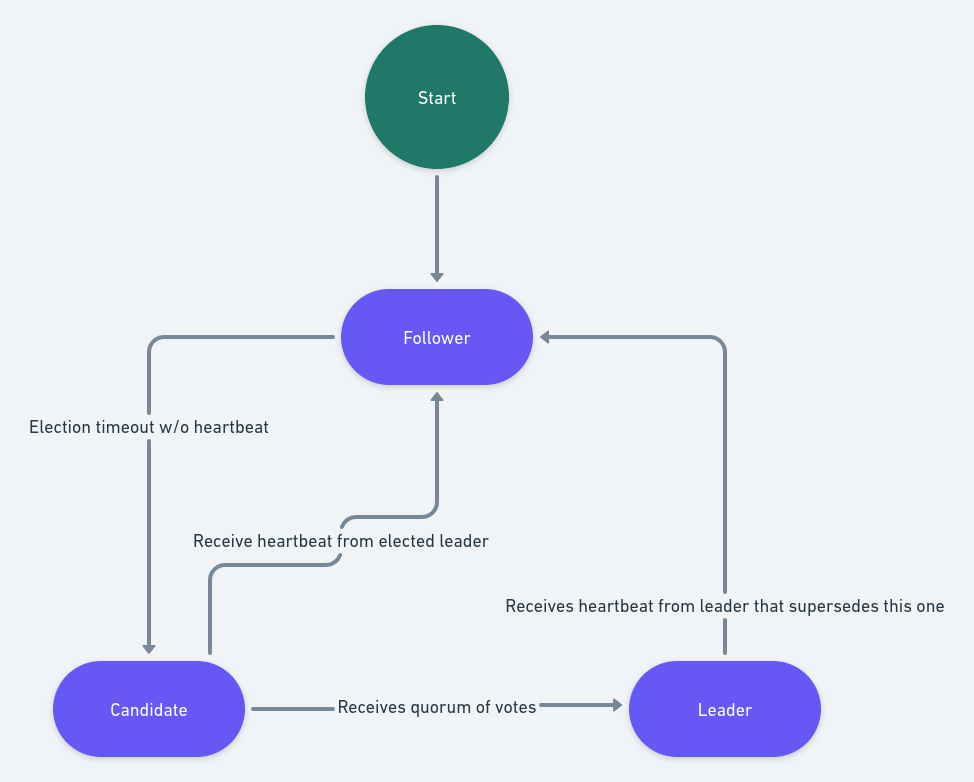 Start
Follower
Election timeout w/o heartbeat
Receive heartbeat from elected leader
Receives heartbeat from leader that supersedes this one
Candidate
Receives quorum of votes
Leader